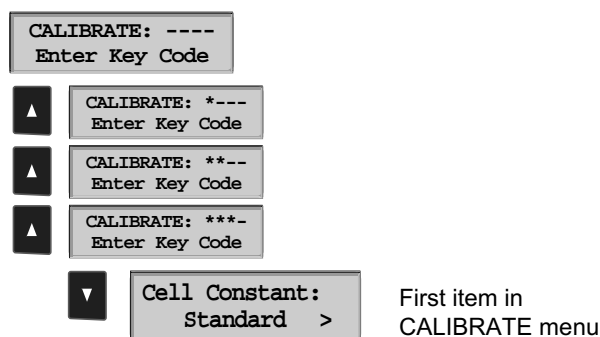 CALIBRATE: ----
Enter Key Code
CALIBRATE: *---
Enter Key Code
CALIBRATE: **--
Enter Key Code
CALIBRATE: ***-
Enter Key Code
Cell Constant:
Standard >
First item in
CALIBRATE menu